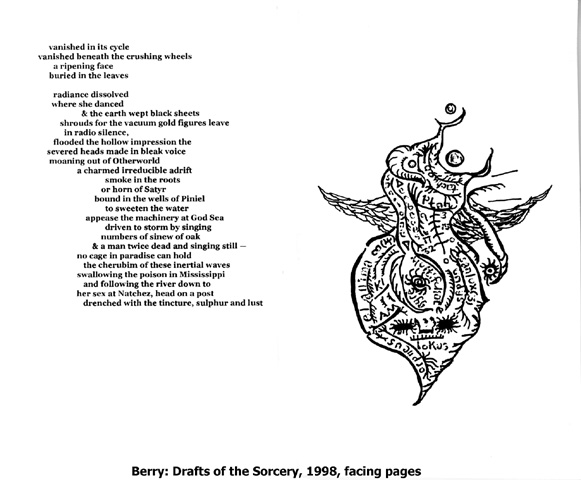 vanished in its cycle
vanished beneath the crushing wheels
a ripening face
buried in the leaves
radiance dissolved
where she danced
& the earth wept black sheets
shrouds for the vacuum gold figures leave
in radio silence,
flooded the hollow impression the
severed heads made in bleak voice
moaning out of Otherworld
a charmed irreducible adrift
smoke in the roots
or horn of Satyr
bound in the wells of Piniel
to sweeten the water
appease the machinery at God Sea
driven to storm by singing
numbers of sinew of oak
& a man twice dead and singing still —
no cage in paradise can hold
the cherubim of these inertial waves
swallowing the poison in Mississippi
and following the river down to
her sex at Natchez, head on a post
drenched with the tincture, sulphur and lust
Ptah
loKus
Berry: Drafts of the Sorcery, 1998, facing pages